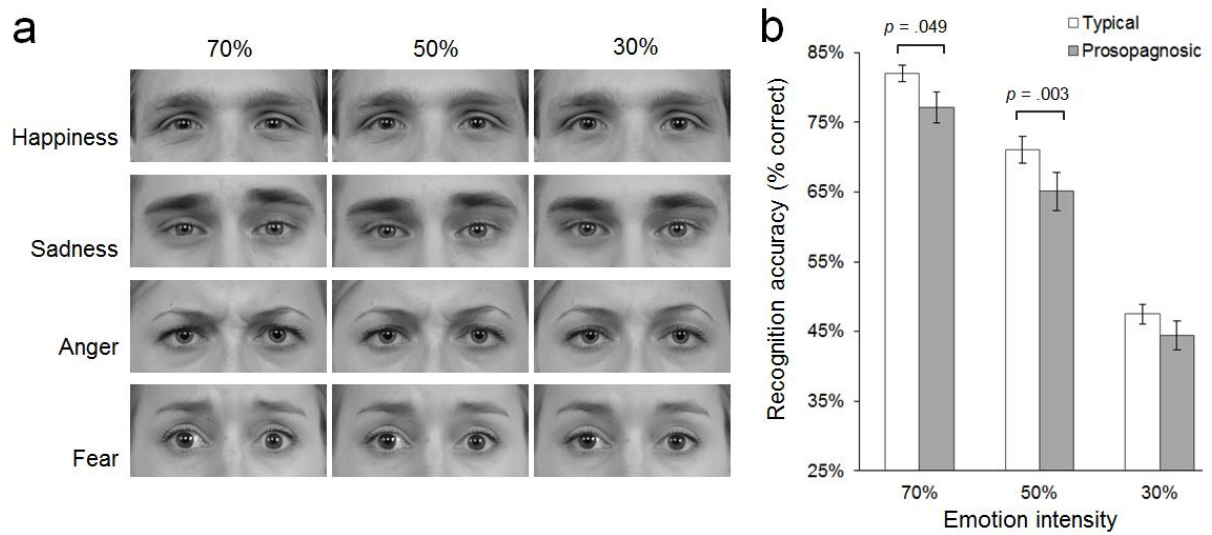 a
70% 50% 30%
Happiness
Sadness
Anger
Fear
b
Typical
Prosopagnosic
p = .049
p = .003
Recognition accuracy (% correct)
85%
75%
65%
55%
45%
35%
25%
70% 50% 30%
Emotion intensity